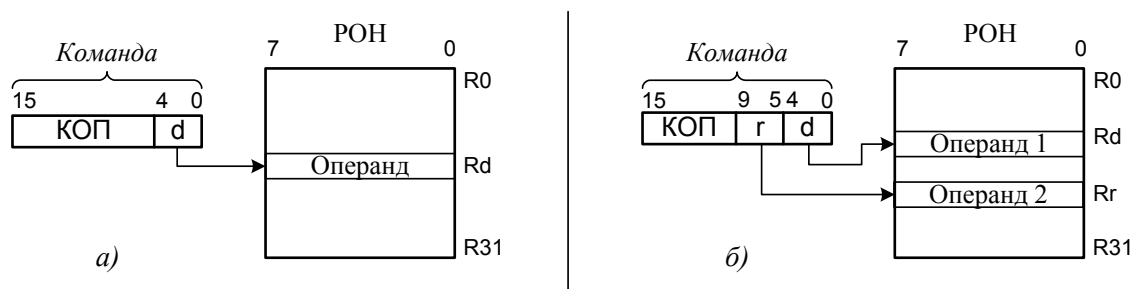 Команда
15 4 0
КОП d
РОН
7 0
R0
Операнд Rd
R31
а)
Команда
15 9 5 4 0
КОП r d
РОН
7 0
R0
Операнд 1 Rd
Операнд 2 Rr
R31
б)